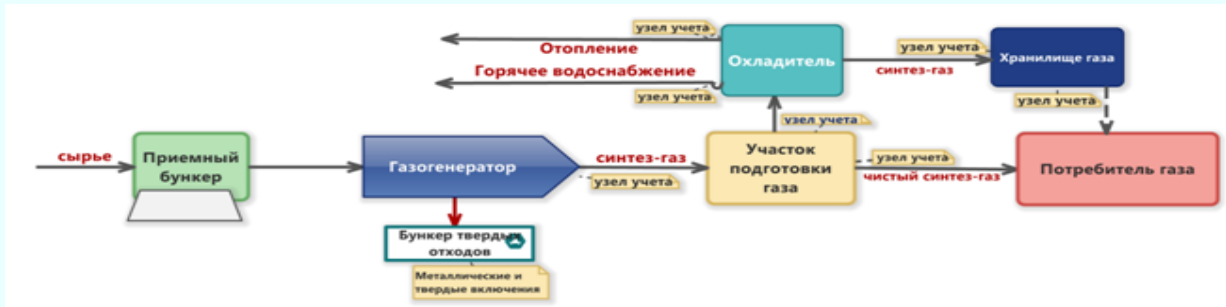 узел учета
Отопление
Горячее водоснабжение
узел учета
Охладитель
узел учета
синтез-газ
Хранилище газа
узел учета
узел учета
сырье
Приемный
бункер
Газогенератор
синтез-газ
узел учета
Участок
подготовки
газа
узел учета
чистый синтез-газ
Потребитель газа
Бункер твердых
отходов
Металлические и
твердые включения